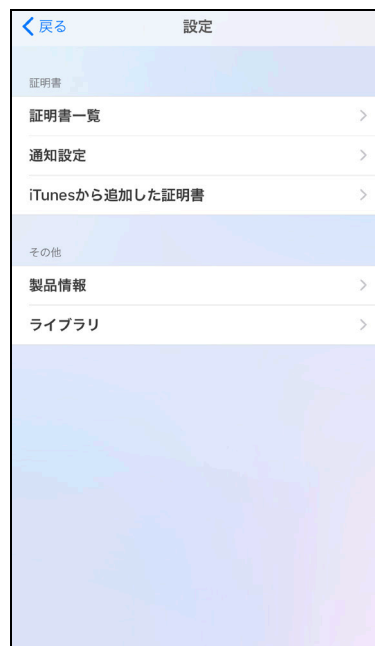 戻る 設定
証明書
証明書一覧
通知設定
iTunesから追加した証明書
その他
製品情報
ライブラリ